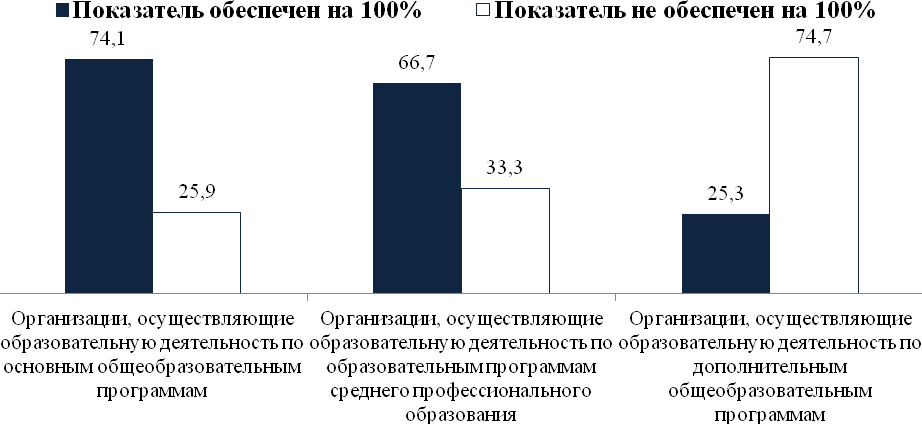 Показатель обеспечен на 100%
Показатель не обеспечен на 100%
74,1
25,9
66,7
33,3
25,3
74,7
Организации, осуществляющие
образовательную деятельность по
основным общеобразовательным
программам
Организации, осуществляющие
образовательную деятельность по
образовательным программам
среднего профессионального
образования
Организации, осуществляющие
образовательную деятельность по
дополнительным
общеобразовательным
программам